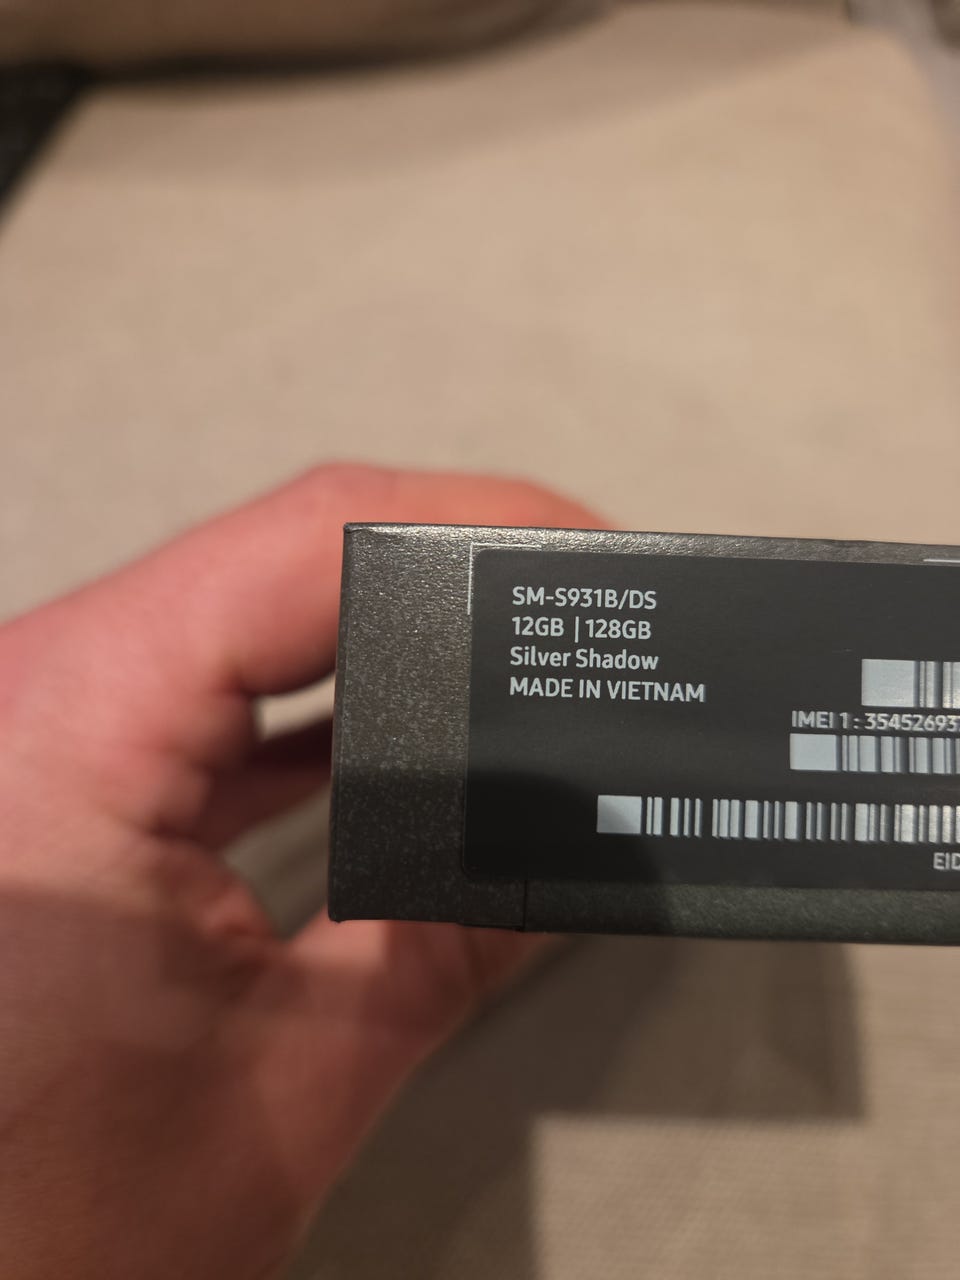 SM-S931B/DS
12GB | 128GB
Silver Shadow
MADE IN VIETNAM
IMEI 1 : 35452693
EID